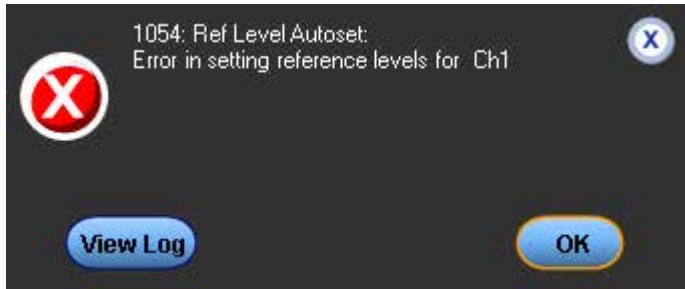 1054: Ref Level Autoset:
Error in setting reference levels for Ch1
X
X
View Log
OK